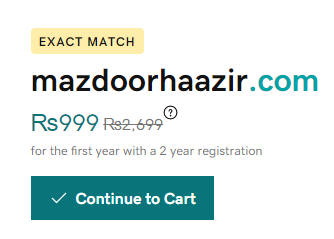 EXACT MATCH
mazdoorhaazir.com
₨999 ₨2,699 ?
for the first year with a 2 year registration
Continue to Cart